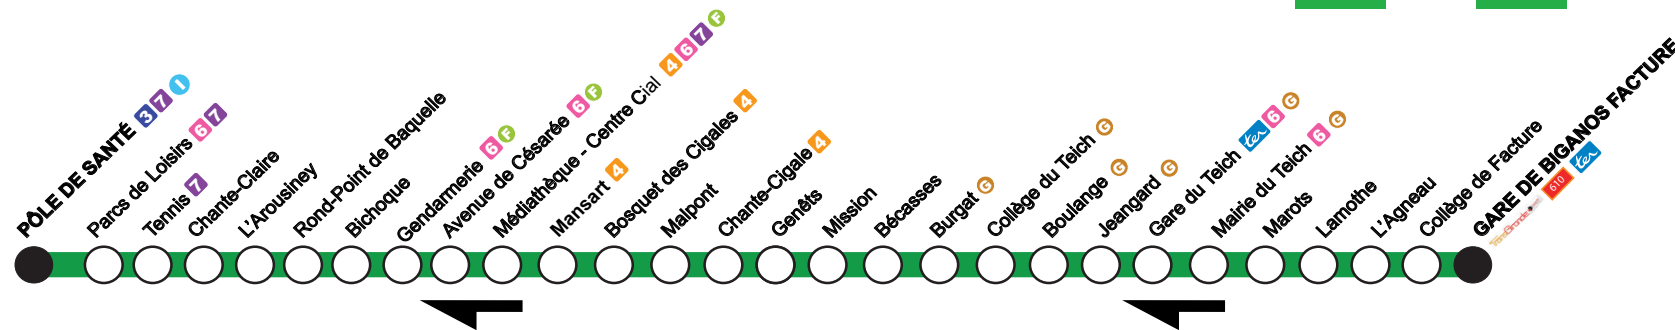 PÔLE DE SANTÉ 3 7 I
Parcs de Loisirs 6 7
Tennis 7
Chante-Claire
L'Arousiney
Rond-Point de Baquelle
Bichoque
Gendarmerie 6 F
Avenue de Césarée 6 F
Médiathèque - Centre Cial 4 6 7 F
Mansart 4
Bosquet des Cigales 4
Malpont
Chante-Cigale 4
Genêts
Mission
Bécasses
Burgat G
Collège du Teich G
Boulange G
Jeangard G
Gare du Teich ter 6 G
Mairie du Teich 6 G
Marots
Lamothe
L'Agneau
Collège de Facture
GARE DE BIGANOS FACTURE
TransGironde 610 ter